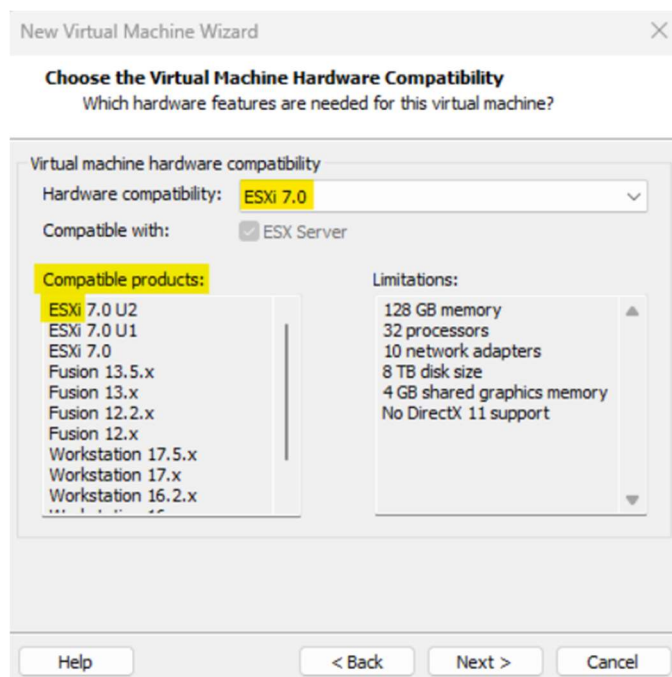 New Virtual Machine Wizard
Choose the Virtual Machine Hardware Compatibility
Which hardware features are needed for this virtual machine?
Virtual machine hardware compatibility
Hardware compatibility: ESXi 7.0
Compatible with: ESX Server
Compatible products:
ESXi 7.0 U2
ESXi 7.0 U1
ESXi 7.0
Fusion 13.5.x
Fusion 13.x
Fusion 12.2.x
Fusion 12.x
Workstation 17.5.x
Workstation 17.x
Workstation 16.2.x
Limitations:
128 GB memory
32 processors
10 network adapters
8 TB disk size
4 GB shared graphics memory
No DirectX 11 support
Help
< Back
Next >
Cancel